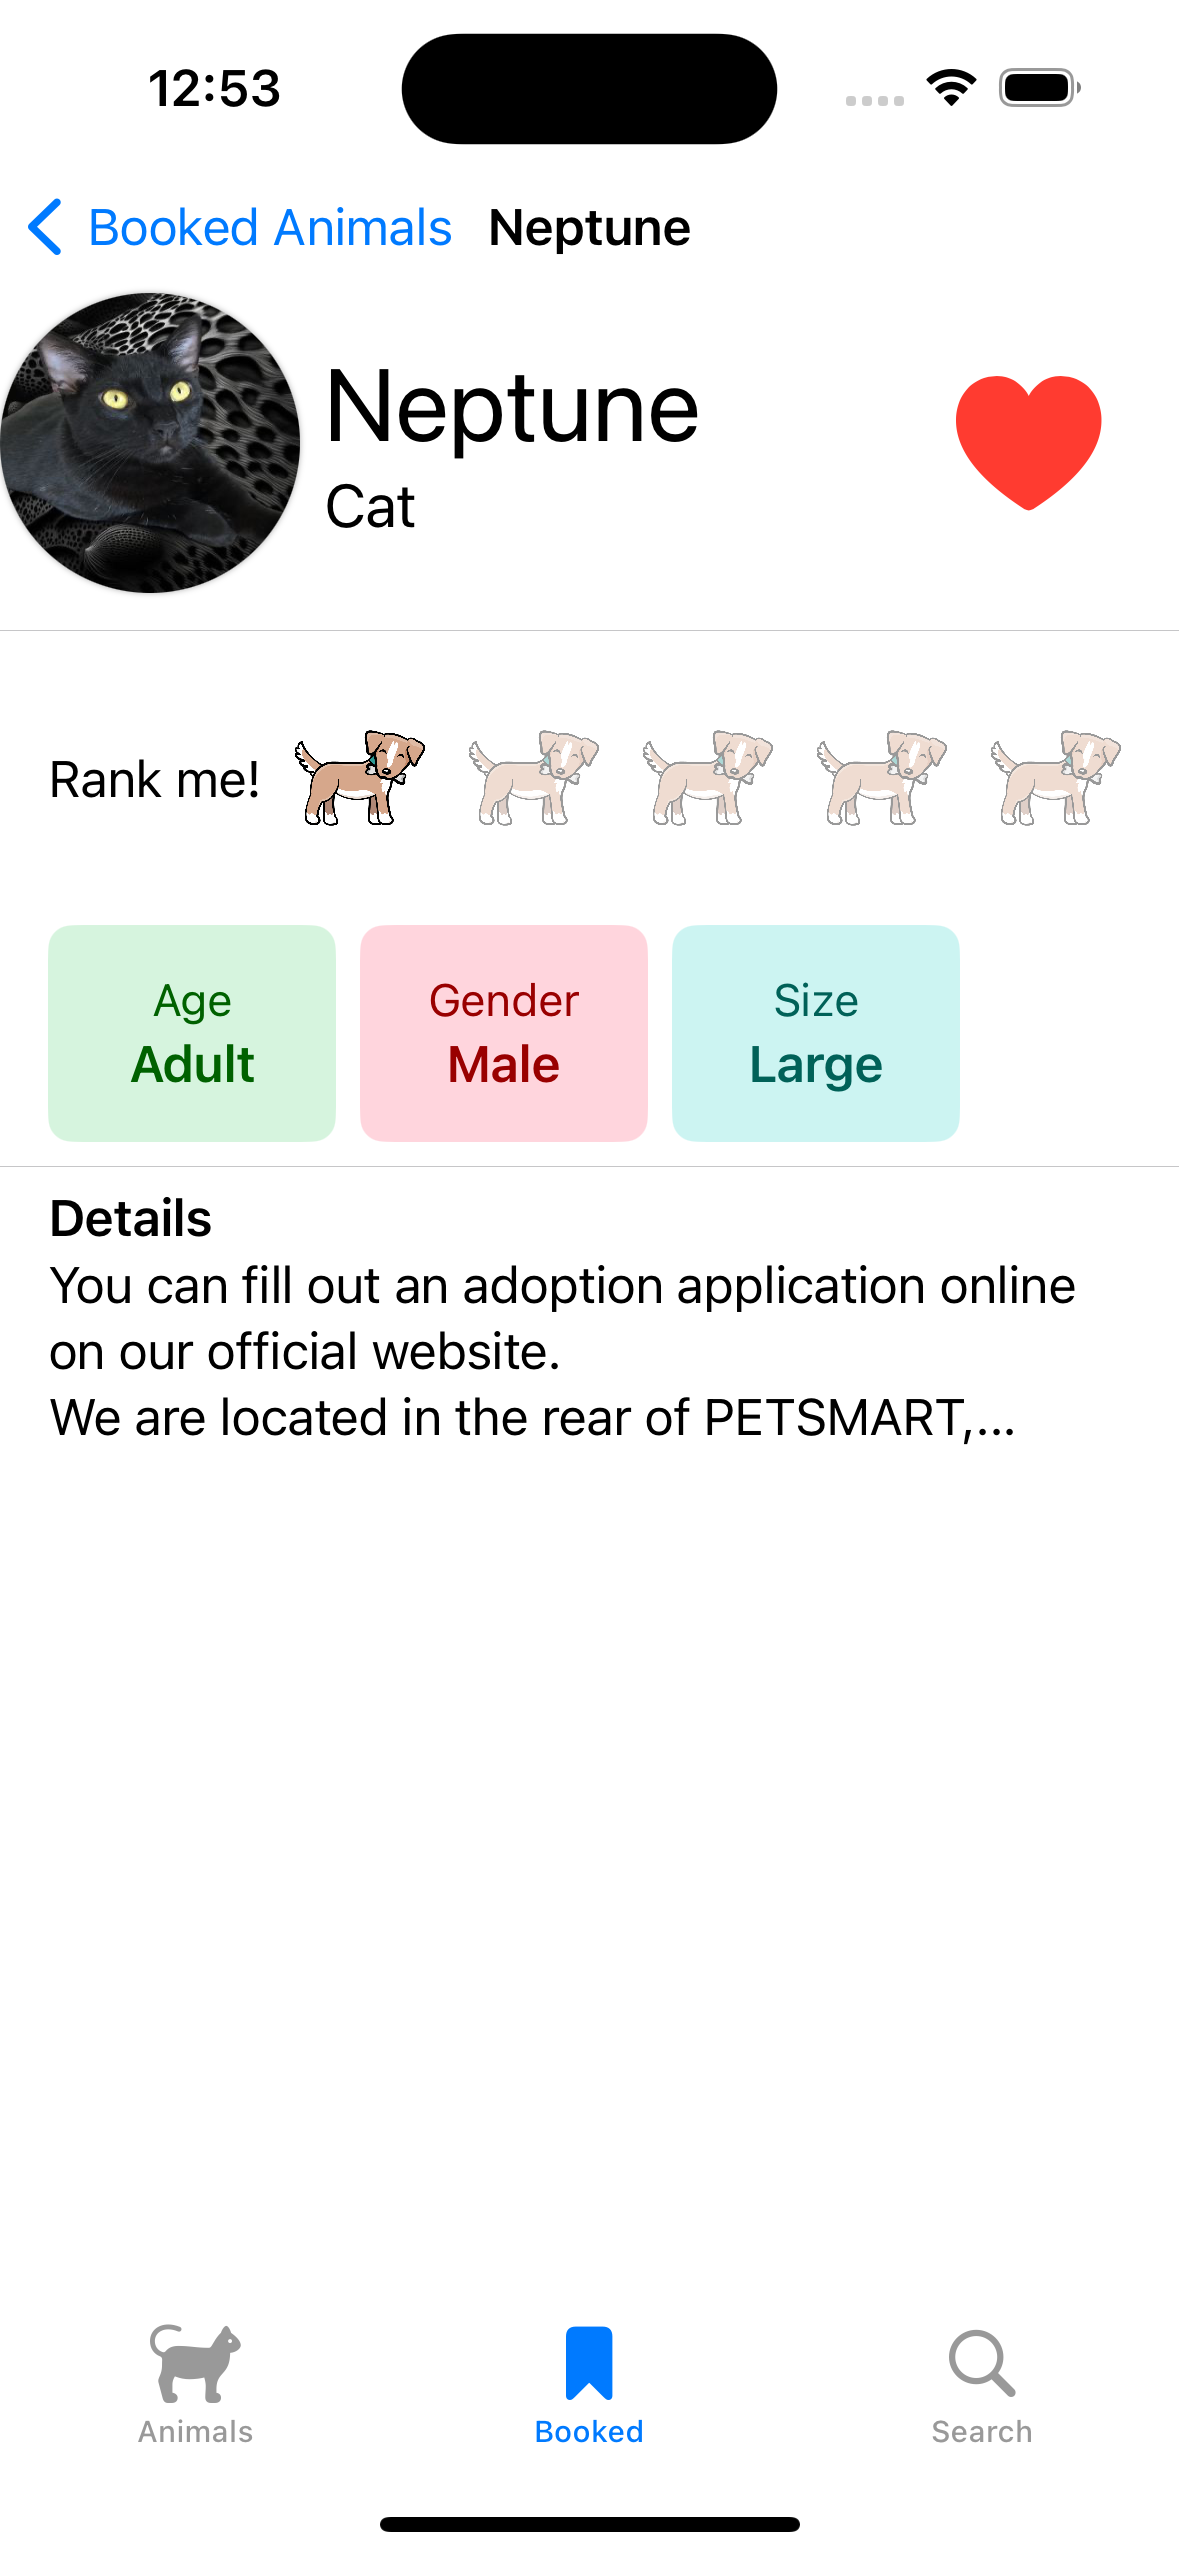 12:53
Booked Animals Neptune
Neptune
Cat
Rank me!
Age
Adult
Gender
Male
Size
Large
Details
You can fill out an adoption application online
on our official website.
We are located in the rear of PETSMART,...
Animals
Booked
Search